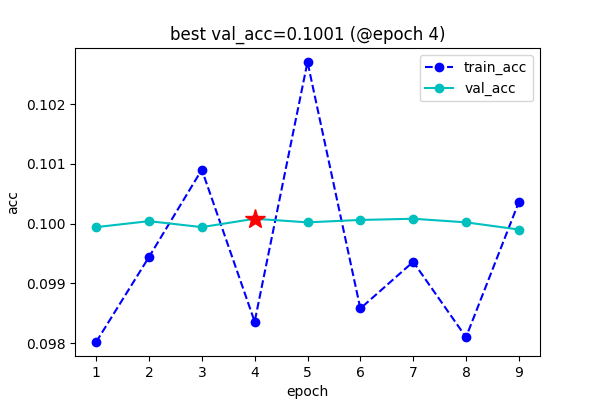 best val_acc=0.1001 (@epoch 4)
train_acc
val_acc
acc
0.102
0.101
0.100
0.099
0.098
1 2 3 4 5 6 7 8 9
epoch